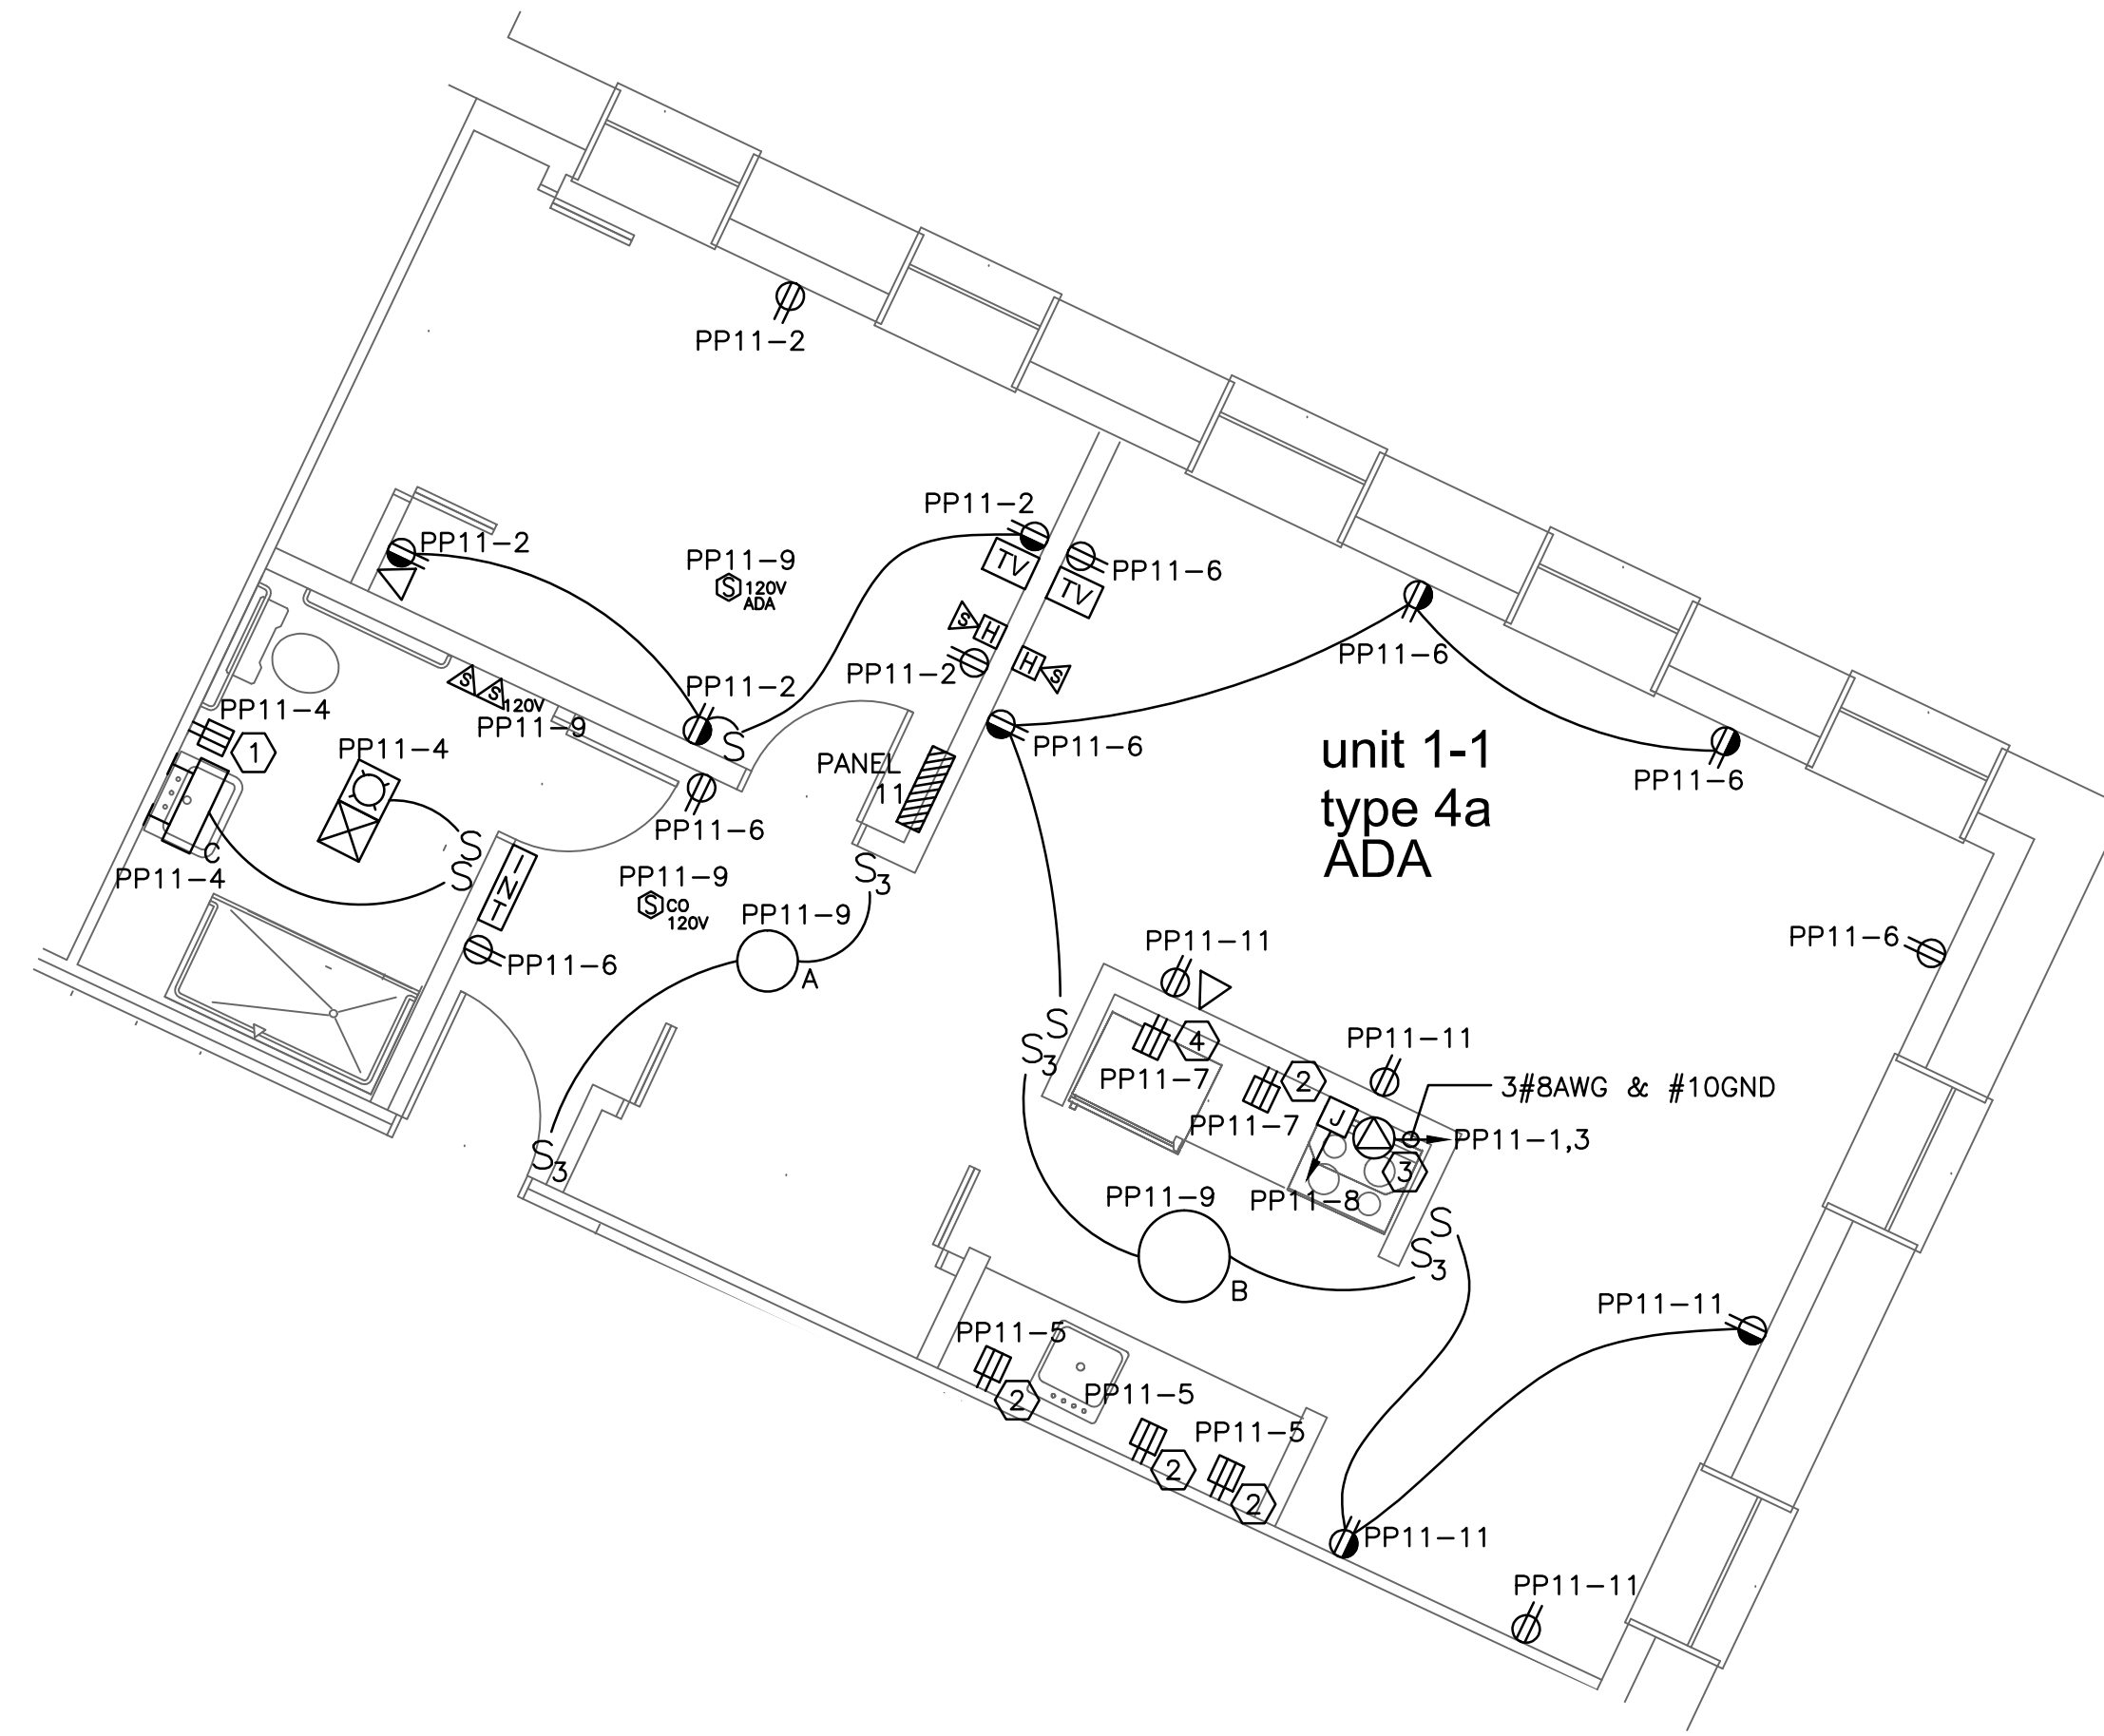 PP11-2
PP11-2
PP11-2
PP11-9
S 120V
ADA
TV
PP11-6
TV
S H
PP11-6
H S
PP11-2
PP11-2
S
S S 120V
PP11-9
PP11-4
1
PP11-4
PP11-6
unit 1-1
type 4a
ADA
PP11-6
PANEL
11
PP11-6
S
S
C
PP11-4
INT
PP11-9
S CO
120V
S3
PP11-9
A
PP11-6
PP11-6
PP11-11
S
S3
4
PP11-11
PP11-7
2
3#8AWG & #10GND
PP11-7
J
PP11-1,3
3
S3
PP11-9
PP11-8
S
S3
B
PP11-11
PP11-5
2
PP11-5
PP11-5
2
2
PP11-11
PP11-11